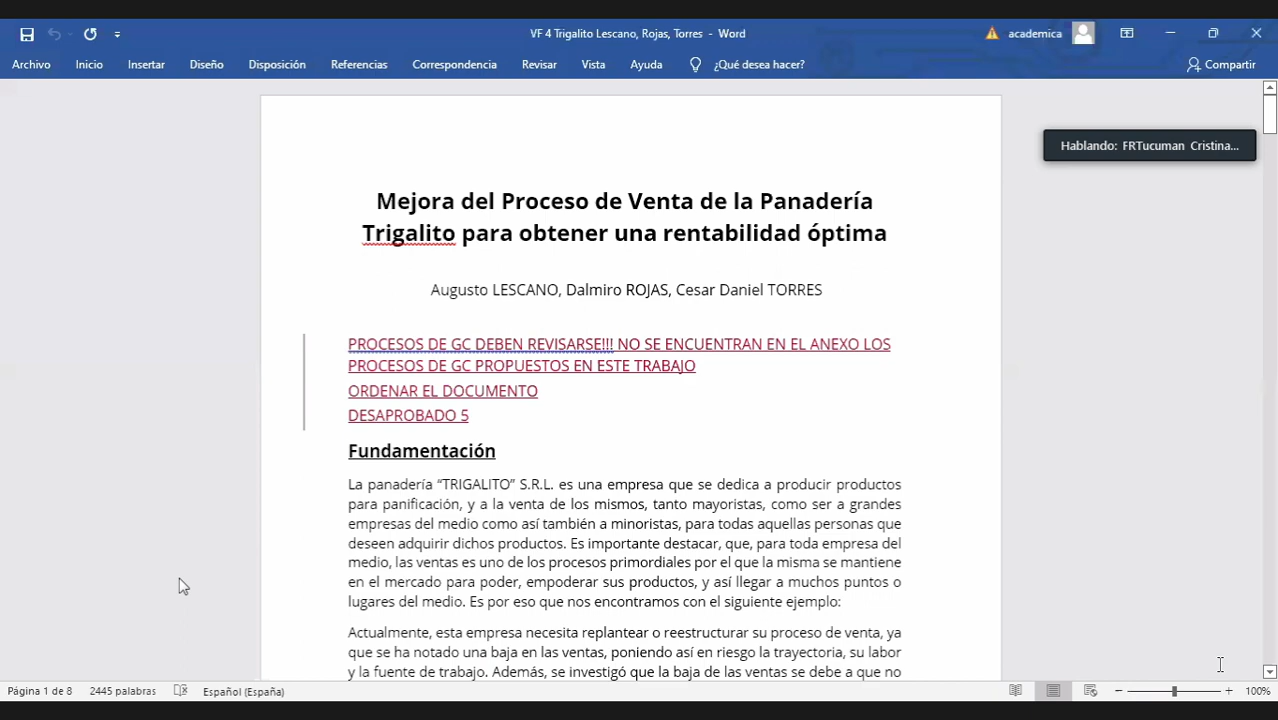 VF 4 Trigalito Lescano, Rojas, Torres - Word
academica
Archivo Inicio Insertar Diseño Disposición Referencias Correspondencia Revisar Vista Ayuda ¿Qué desea hacer? Compartir
Hablando: FRTucuman Cristina...
Mejora del Proceso de Venta de la Panadería
Trigalito para obtener una rentabilidad óptima
Augusto LESCANO, Dalmiro ROJAS, Cesar Daniel TORRES
PROCESOS DE GC DEBEN REVISARSE!!! NO SE ENCUENTRAN EN EL ANEXO LOS
PROCESOS DE GC PROPUESTOS EN ESTE TRABAJO
ORDENAR EL DOCUMENTO
DESAPROBADO 5
Fundamentación
La panadería “TRIGALITO” S.R.L. es una empresa que se dedica a producir productos
para panificación, y a la venta de los mismos, tanto mayoristas, como ser a grandes
empresas del medio como así también a minoristas, para todas aquellas personas que
deseen adquirir dichos productos. Es importante destacar, que, para toda empresa del
medio, las ventas es uno de los procesos primordiales por el que la misma se mantiene
en el mercado para poder, empoderar sus productos, y así llegar a muchos puntos o
lugares del medio. Es por eso que nos encontramos con el siguiente ejemplo:
Actualmente, esta empresa necesita replantear o reestructurar su proceso de venta, ya
que se ha notado una baja en las ventas, poniendo así en riesgo la trayectoria, su labor
y la fuente de trabajo. Además, se investigó que la baja de las ventas se debe a que no
Página 1 de 8 2445 palabras Español (España) 100%